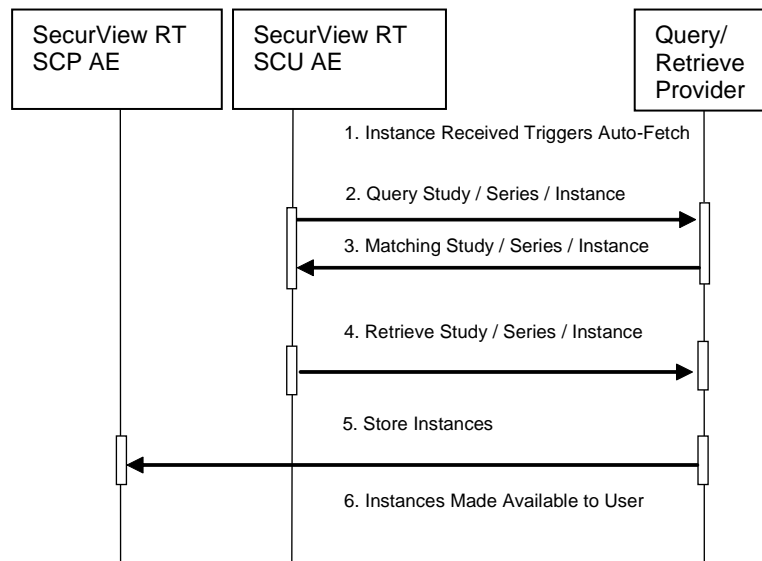 SecurView RT
SCP AE
SecurView RT
SCU AE
Query/
Retrieve
Provider
1. Instance Received Triggers Auto-Fetch
2. Query Study / Series / Instance
3. Matching Study / Series / Instance
4. Retrieve Study / Series / Instance
5. Store Instances
6. Instances Made Available to User